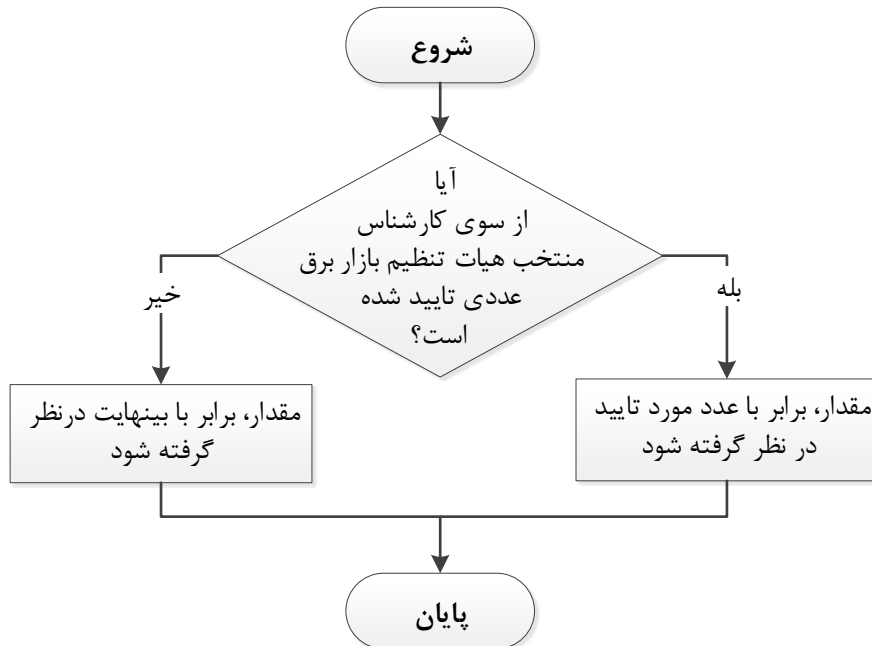 شروع
آیا
از سوی کارشناس
منتخب هیات تنظیم بازار برق
عددی تایید شده
است؟
بله
خیر
مقدار، برابر با عدد مورد تایید
در نظر گرفته شود
مقدار، برابر با بینهایت درنظر
گرفته شود
پایان